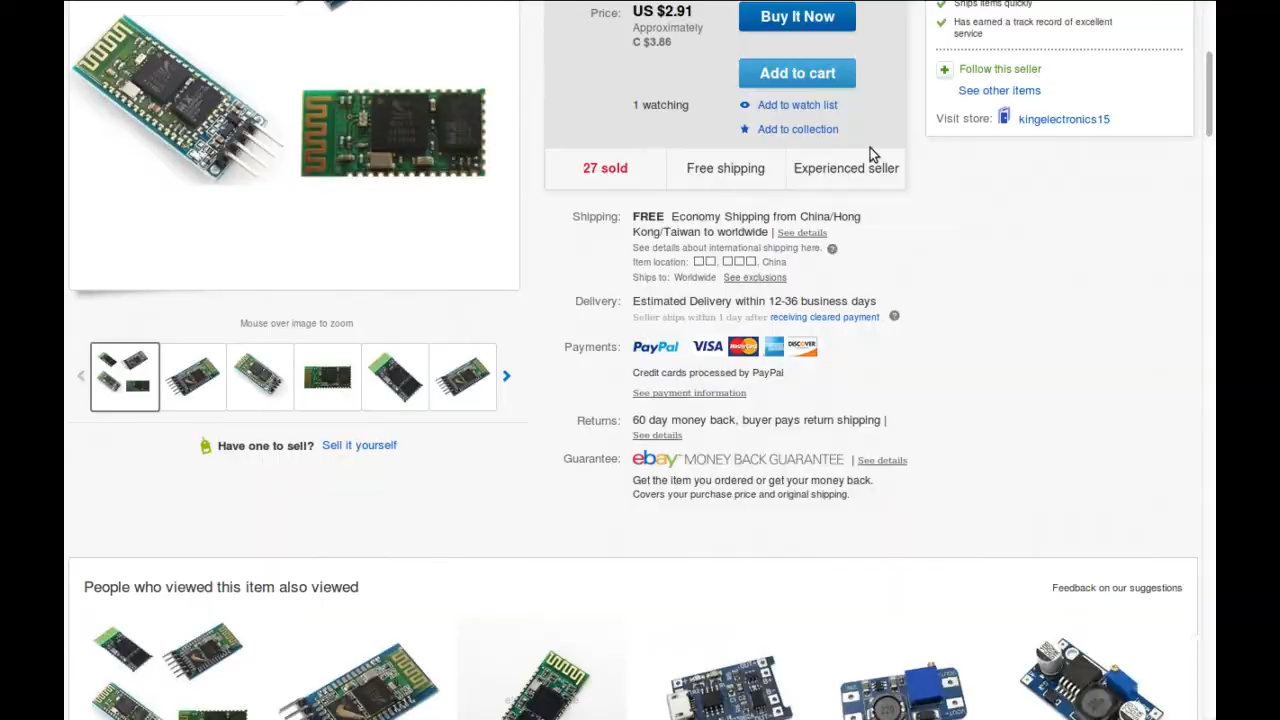 Ships items quickly
Has earned a track record of excellent
service
Follow this seller
See other items
Visit store: kingelectronics15
Price: US $2.91
Approximately
C $3.86
Buy It Now
Add to cart
1 watching
Add to watch list
Add to collection
27 sold
Free shipping
Experienced seller
Shipping: FREE Economy Shipping from China/Hong
Kong/Taiwan to worldwide | See details
See details about international shipping here.
Item location: □□, □□□, China
Ships to: Worldwide See exclusions
Delivery: Estimated Delivery within 12-36 business days
Seller ships within 1 day after receiving cleared payment
Payments: PayPal VISA MasterCard AMERICAN EXPRESS DISCOVER
Credit cards processed by PayPal
See payment information
Returns: 60 day money back, buyer pays return shipping |
See details
Guarantee: ebay MONEY BACK GUARANTEE | See details
Get the item you ordered or get your money back.
Covers your purchase price and original shipping.
Mouse over image to zoom
Have one to sell? Sell it yourself
People who viewed this item also viewed
Feedback on our suggestions